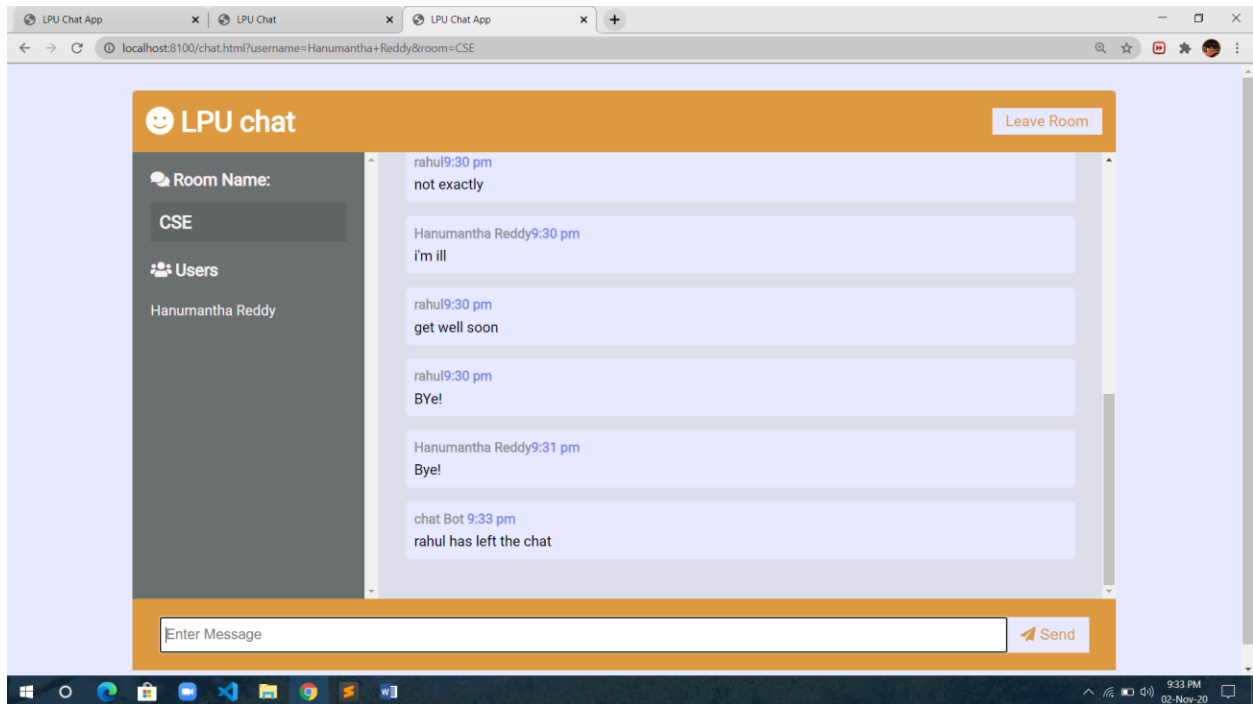 LPU Chat App
LPU Chat
LPU Chat App
localhost:8100/chat.html?username=Hanumantha+Reddy&room=CSE
LPU chat
Leave Room
Room Name:
CSE
Users
Hanumantha Reddy
rahul9:30 pm
not exactly
Hanumantha Reddy9:30 pm
i'm ill
rahul9:30 pm
get well soon
rahul9:30 pm
BYe!
Hanumantha Reddy9:31 pm
Bye!
chat Bot 9:33 pm
rahul has left the chat
Enter Message
Send
9:33 PM
02-Nov-20